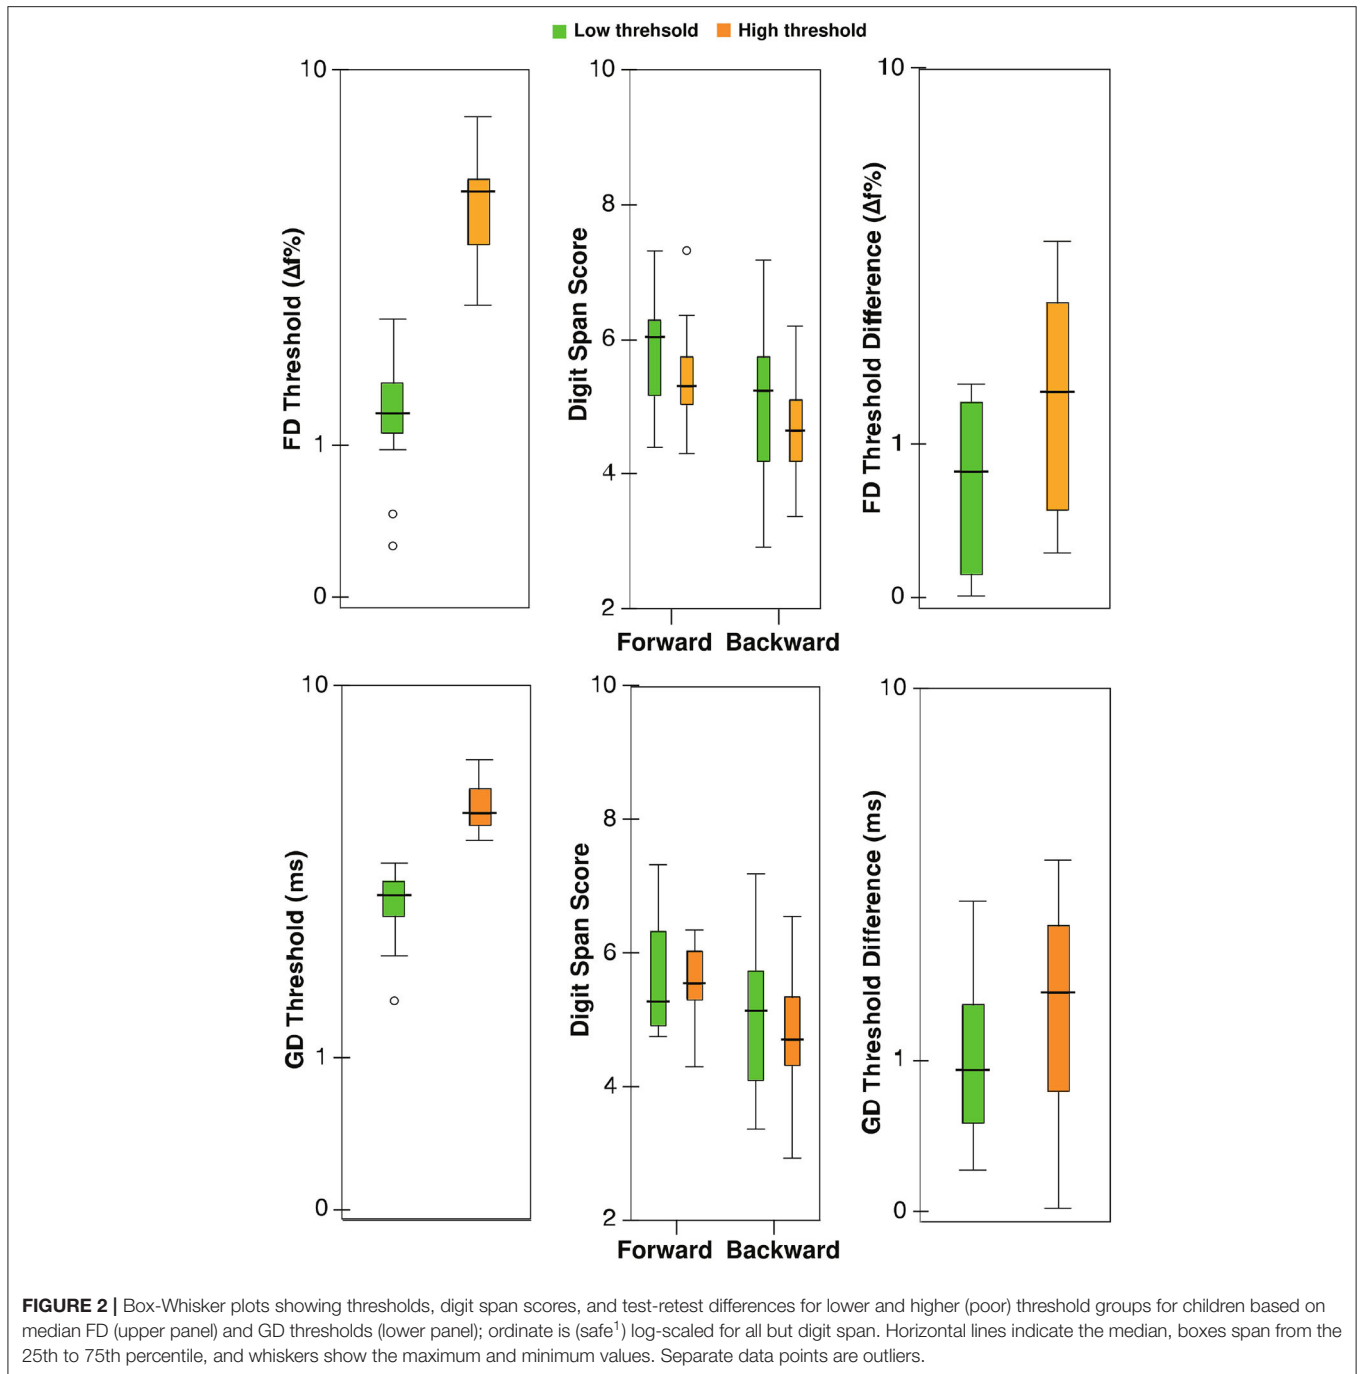 Low threhsold High threshold
10
1
0
FD Threshold (Δf%)
10
8
6
4
2
Digit Span Score
Forward Backward
10
1
0
FD Threshold Difference (Δf%)
10
1
0
GD Threshold (ms)
10
8
6
4
2
Digit Span Score
Forward Backward
10
1
0
GD Threshold Difference (ms)
FIGURE 2 | Box-Whisker plots showing thresholds, digit span scores, and test-retest differences for lower and higher (poor) threshold groups for children based on
median FD (upper panel) and GD thresholds (lower panel); ordinate is (safe¹) log-scaled for all but digit span. Horizontal lines indicate the median, boxes span from the
25th to 75th percentile, and whiskers show the maximum and minimum values. Separate data points are outliers.